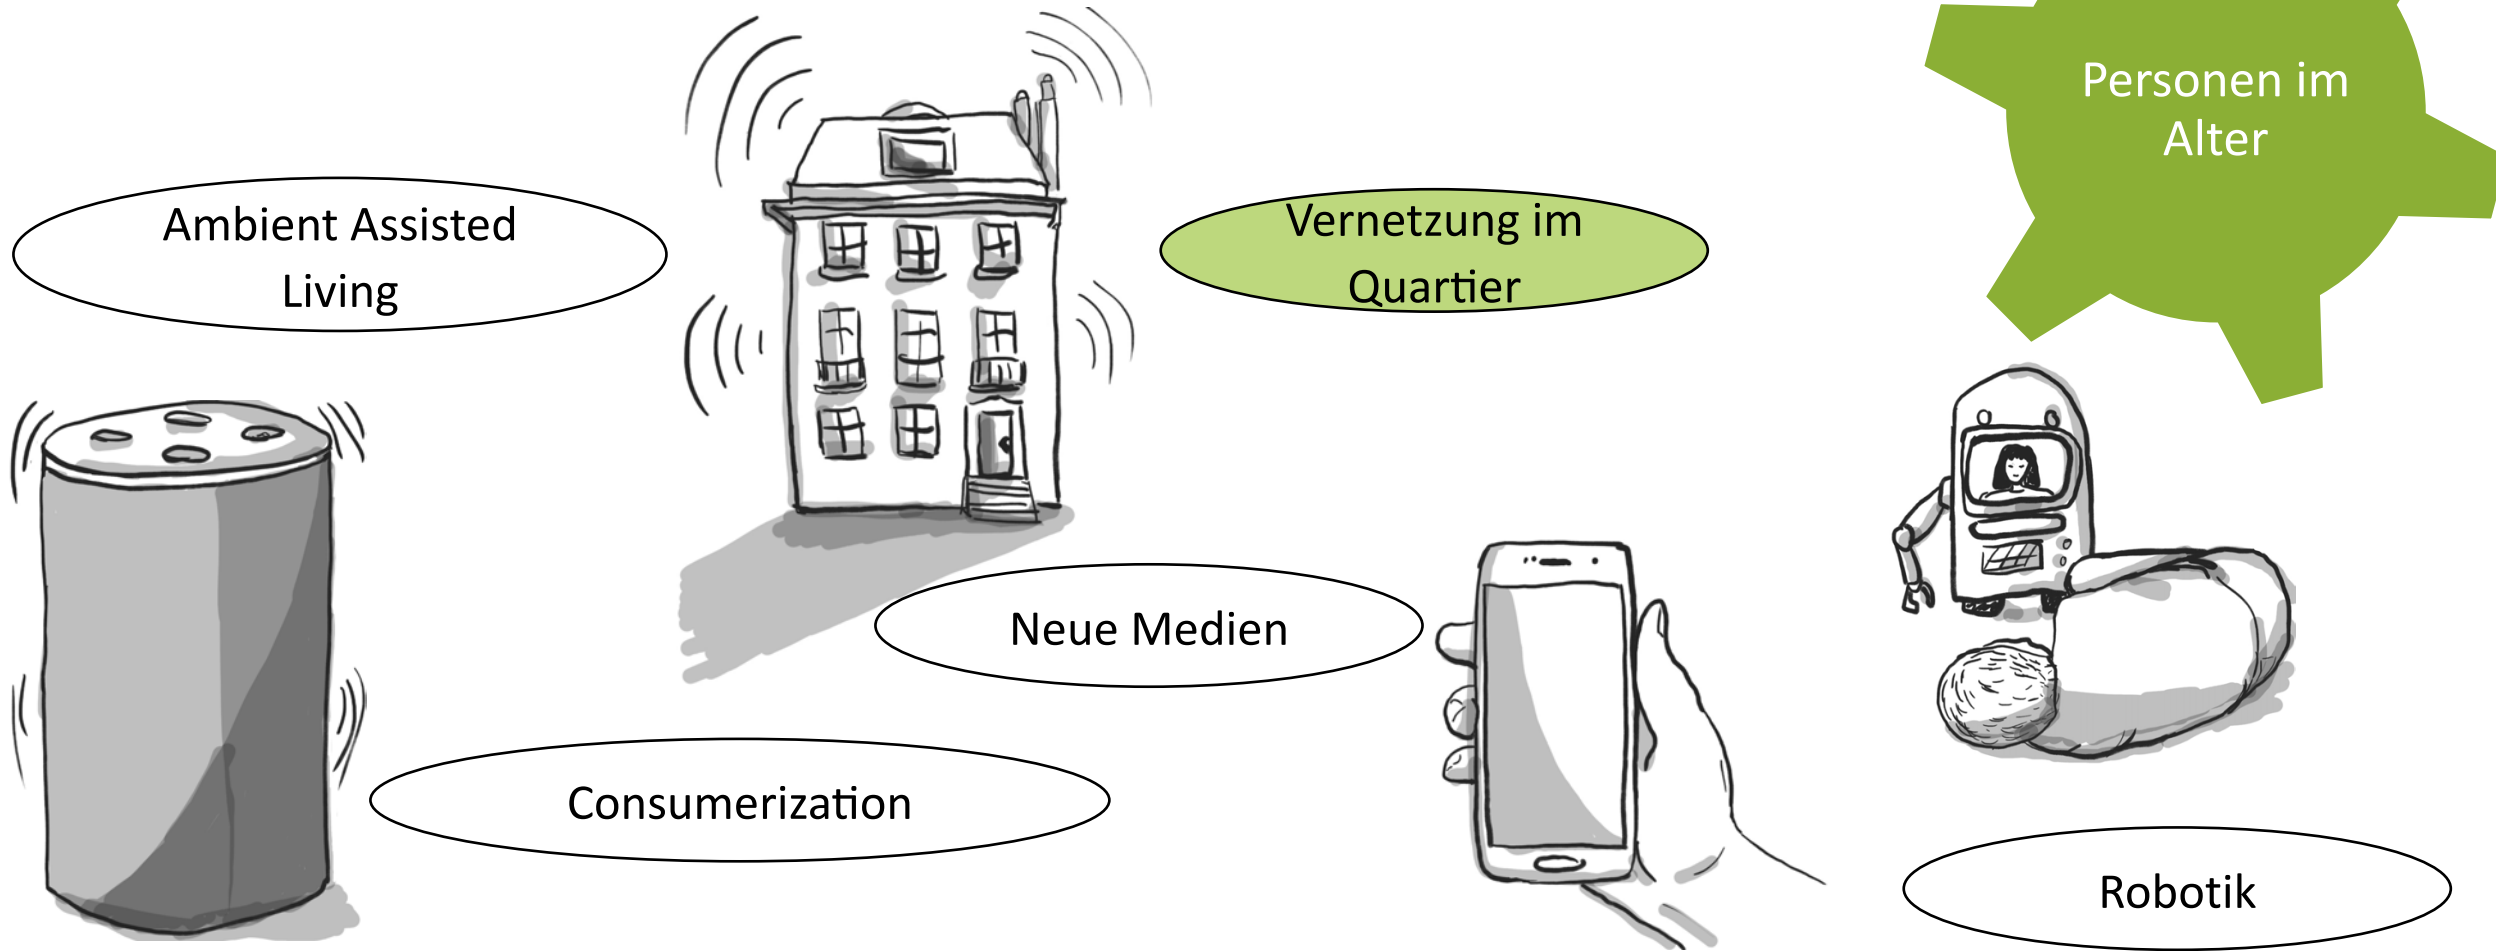 Personen im
Alter
Ambient Assisted
Living
Vernetzung im
Quartier
Neue Medien
Consumerization
Robotik